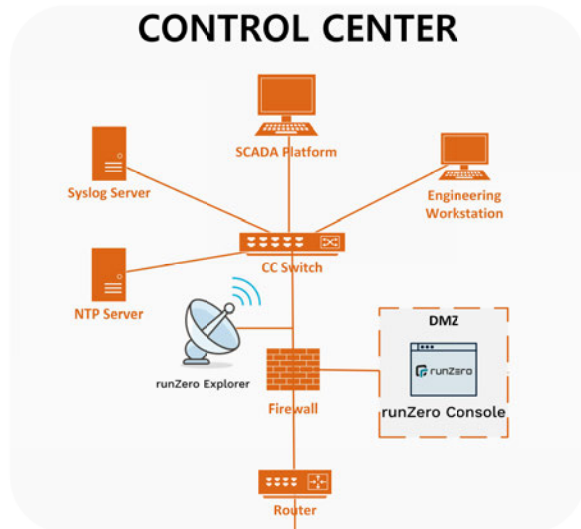 CONTROL CENTER
SCADA Platform
Syslog Server
Engineering
Workstation
CC Switch
NTP Server
DMZ
runZero
runZero Explorer
runZero Console
Firewall
Router